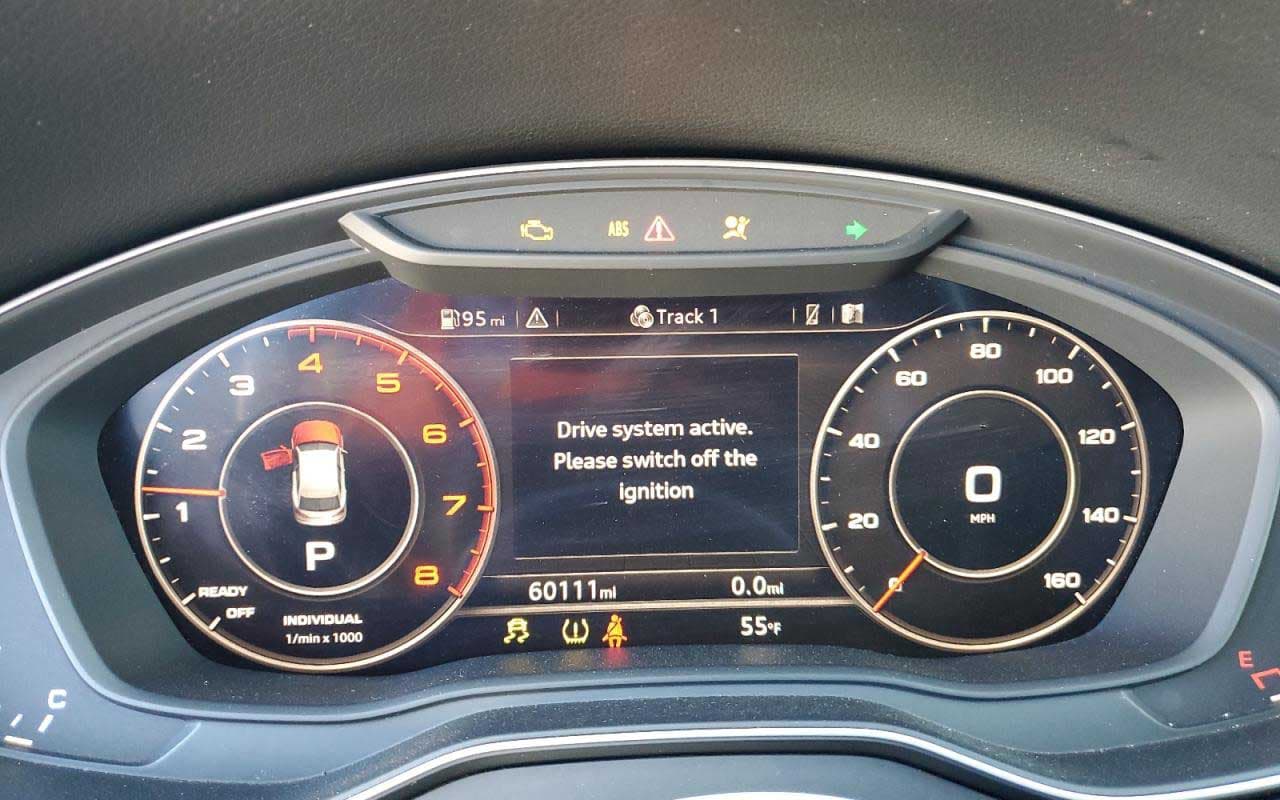 ABS
95 mi
Track 1
1
2
3
4
5
6
7
8
P
READY
OFF
INDIVIDUAL
1/min x 1000
Drive system active.
Please switch off the
ignition
60111mi
0.0mi
55°F
0
20
40
60
80
100
120
140
160
0
MPH
C
E